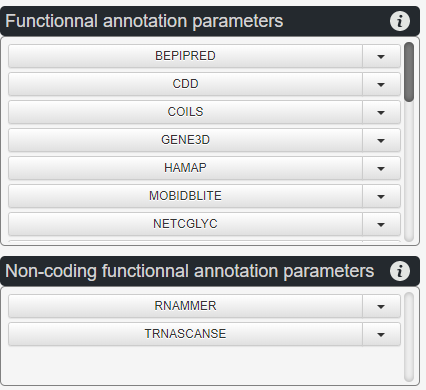 Functionnal annotation parameters
BEPIPRED
CDD
COILS
GENE3D
HAMAP
MOBIDBLITE
NETCGLYC
Non-coding functionnal annotation parameters
RNAMMER
TRNASCANSE